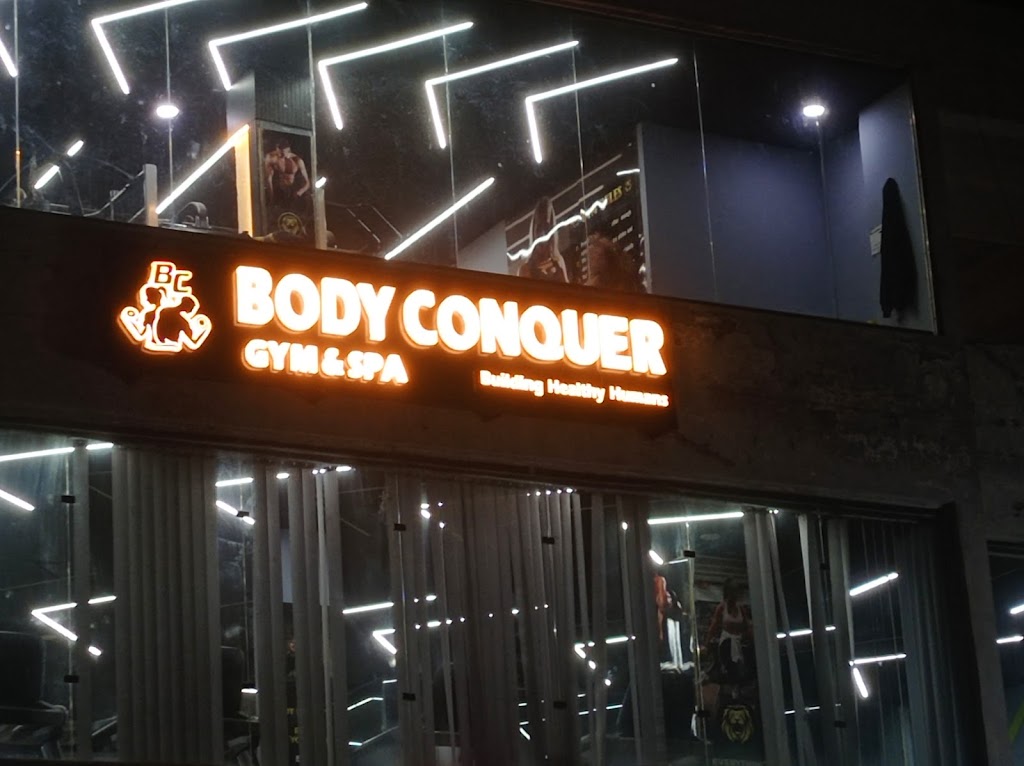 BC
BODY CONQUER
GYM & SPA
Building Healthy Humans